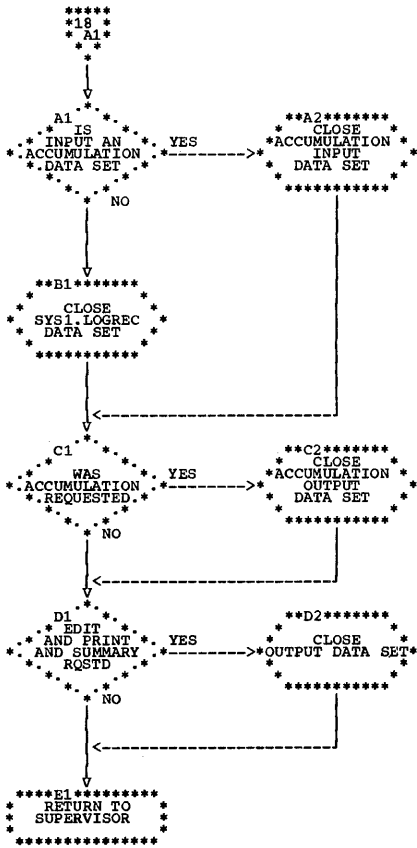 18
A1
A1
IS
INPUT AN
ACCUMULATION
DATA SET
YES
NO
A2
CLOSE
ACCUMULATION
INPUT
DATA SET
B1
CLOSE
SYS1.LOGREC
DATA SET
C1
WAS
ACCUMULATION
REQUESTED
YES
NO
C2
CLOSE
ACCUMULATION
OUTPUT
DATA SET
D1
EDIT
AND PRINT
AND SUMMARY
RQSTD
YES
NO
D2
CLOSE
OUTPUT DATA SET
E1
RETURN TO
SUPERVISOR